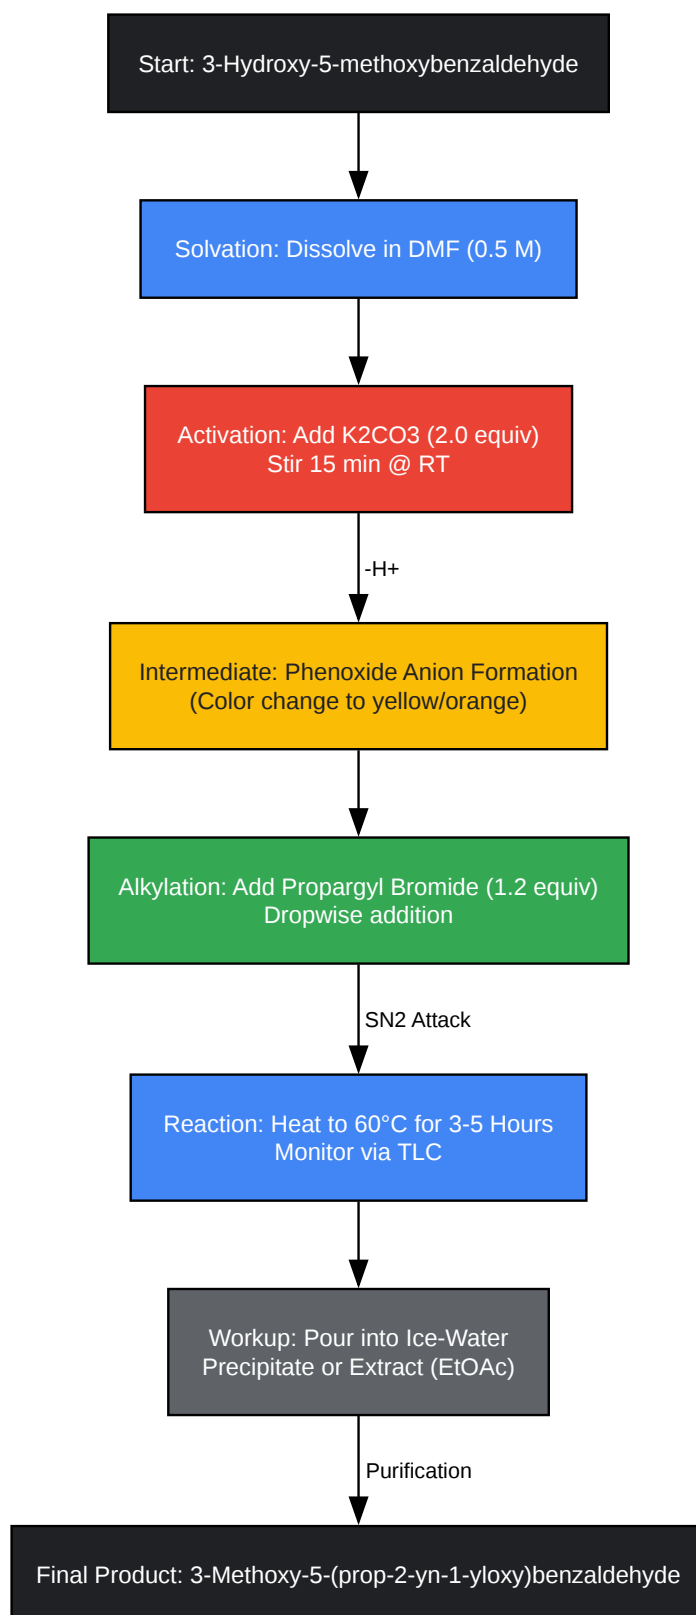 Start: 3-Hydroxy-5-methoxybenzaldehyde
Solvation: Dissolve in DMF (0.5 M)
Activation: Add K2CO3 (2.0 equiv)
Stir 15 min @ RT
-H+
Intermediate: Phenoxide Anion Formation
(Color change to yellow/orange)
Alkylation: Add Propargyl Bromide (1.2 equiv)
Dropwise addition
SN2 Attack
Reaction: Heat to 60°C for 3-5 Hours
Monitor via TLC
Workup: Pour into Ice-Water
Precipitate or Extract (EtOAc)
Purification
Final Product: 3-Methoxy-5-(prop-2-yn-1-yloxy)benzaldehyde